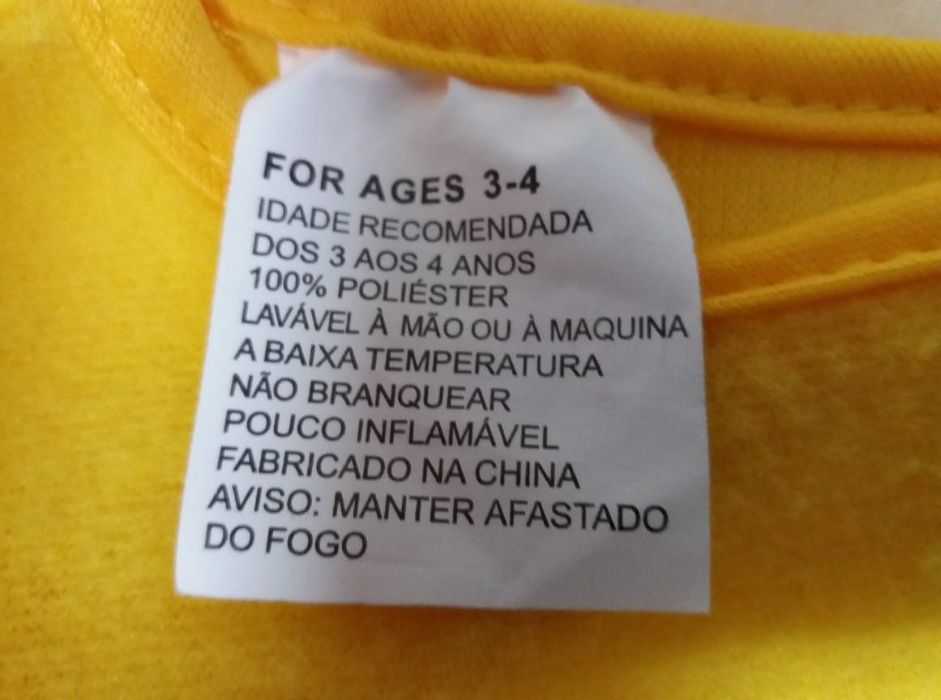 FOR AGES 3-4
IDADE RECOMENDADA
DOS 3 AOS 4 ANOS
100% POLIÉSTER
LAVÁVEL À MÃO OU À MAQUINA
A BAIXA TEMPERATURA
NÃO BRANQUEAR
POUCO INFLAMÁVEL
FABRICADO NA CHINA
AVISO: MANTER AFASTADO
DO FOGO